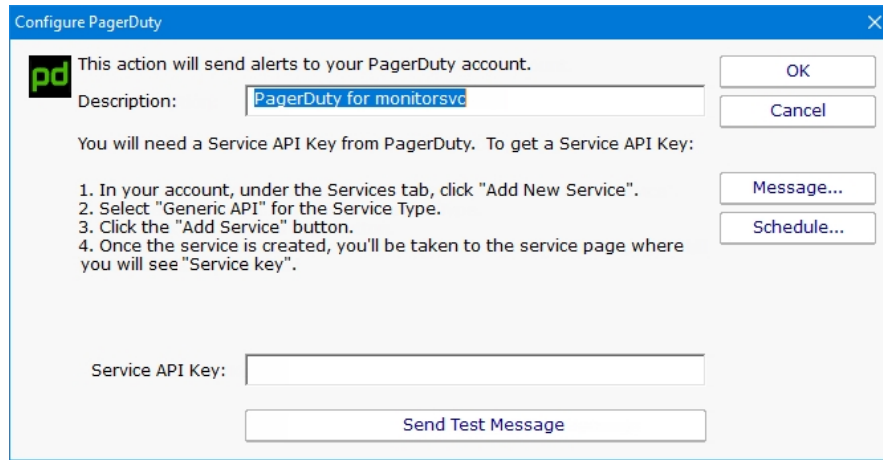 Configure PagerDuty
pd
This action will send alerts to your PagerDuty account.
OK
Description:
PagerDuty for monitorsvc
Cancel
You will need a Service API Key from PagerDuty.  To get a Service API Key:
1. In your account, under the Services tab, click "Add New Service".
Message...
2. Select "Generic API" for the Service Type.
3. Click the "Add Service" button.
Schedule...
4. Once the service is created, you'll be taken to the service page where
you will see "Service key".
Service API Key:
Send Test Message